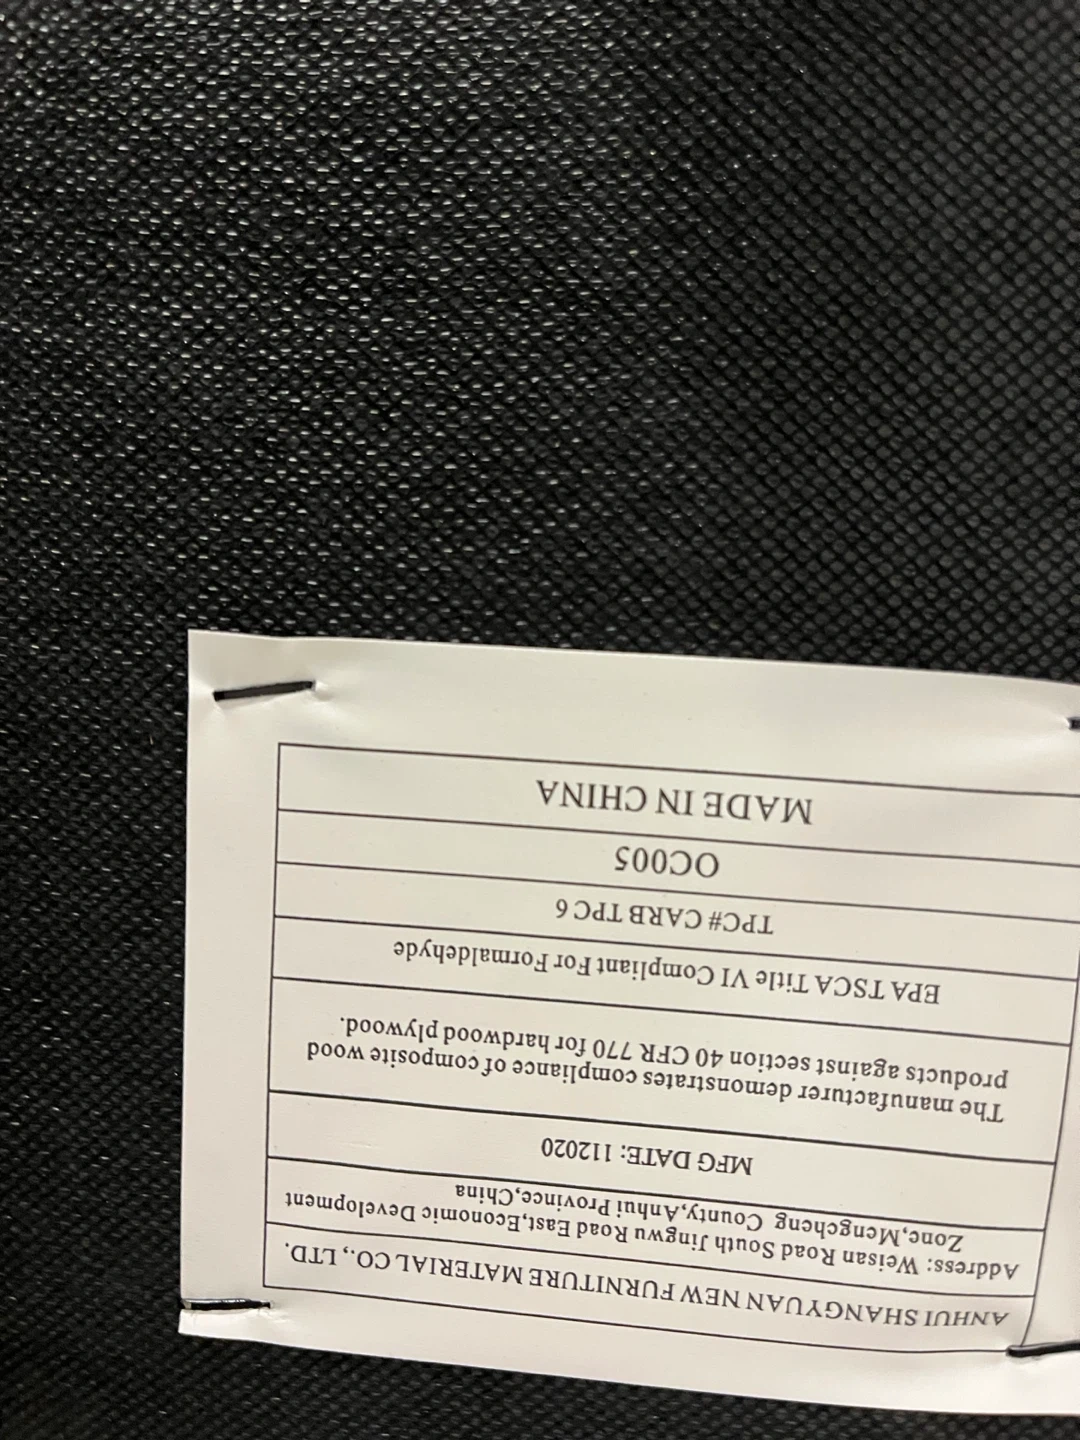 ANHUI SHANGYUAN NEW FURNITURE MATERIAL CO., LTD.
Address: Weisan Road South Jingwu Road East,Economic Development
Zone,Mengcheng County,Anhui Province,China
MFG DATE: 112020
The manufacturer demonstrates compliance of composite wood
products against section 40 CFR 770 for hardwood plywood.
EPA TSCA Title VI Compliant For Formaldehyde
TPC# CARB TPC 6
OC005
MADE IN CHINA